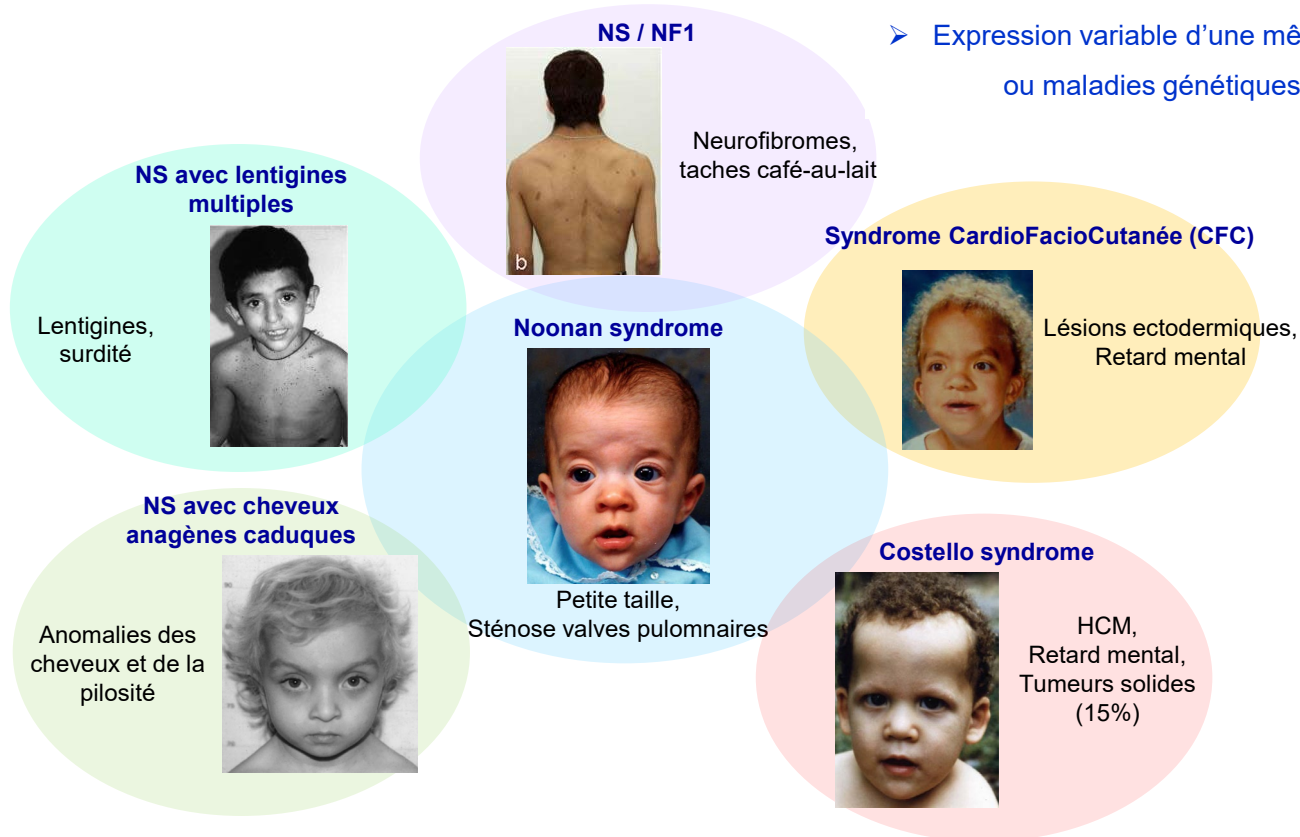 NS / NF1
➢ Expression variable d'une mê
ou maladies génétiques
Neurofibromes,
taches café-au-lait
b
NS avec lentigines
multiples
Lentigines,
surdité
Syndrome CardioFacioCutanée (CFC)
Lésions ectodermiques,
Retard mental
Noonan syndrome
Petite taille,
Sténose valves pulomnaires
NS avec cheveux
anagènes caduques
Anomalies des
cheveux et de la
pilosité
Costello syndrome
HCM,
Retard mental,
Tumeurs solides
(15%)